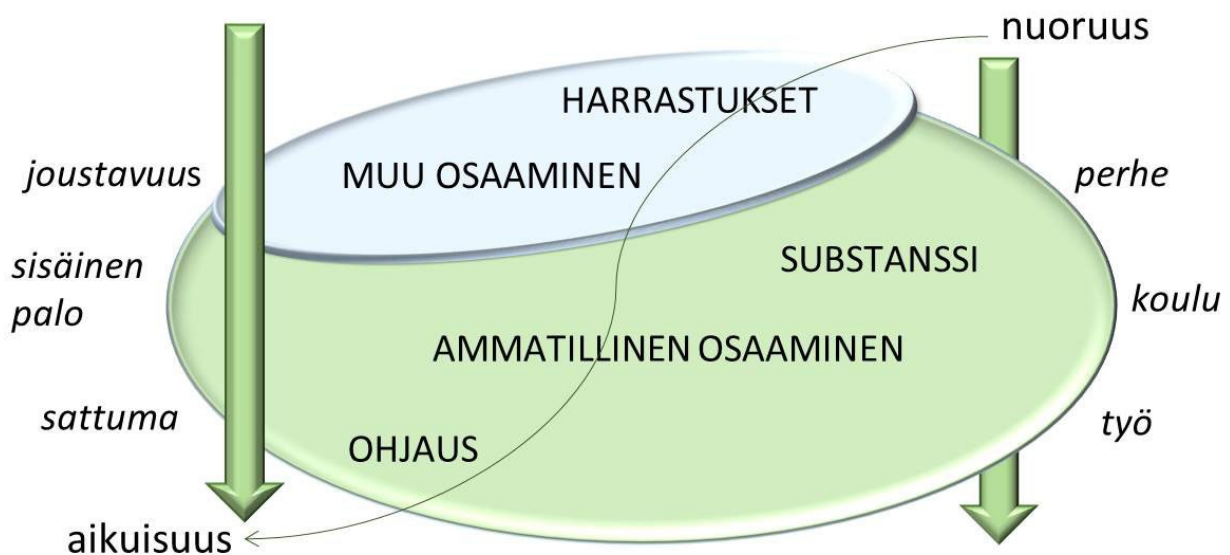 nuoruus
HARRASTUKSET
joustavuus
MUU OSAAMINEN
perhe
sisäinen
palo
SUBSTANSSI
koulu
AMMATILLINEN OSAAMINEN
sattuma
OHJAUS
työ
aikuisuus